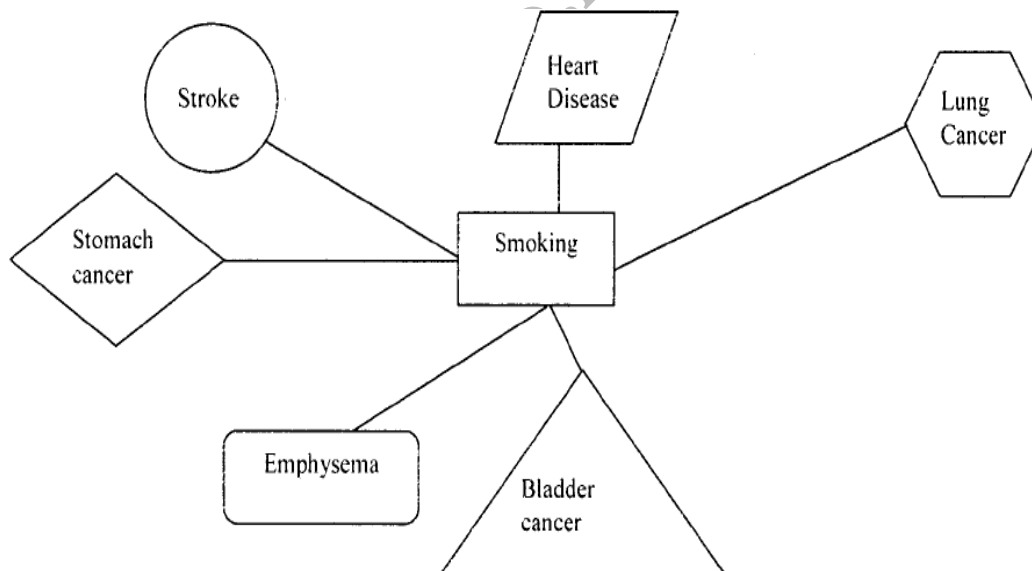 Heart
Disease
Stroke
Lung
Cancer
Smoking
Stomach
cancer
Emphysema
Bladder
cancer